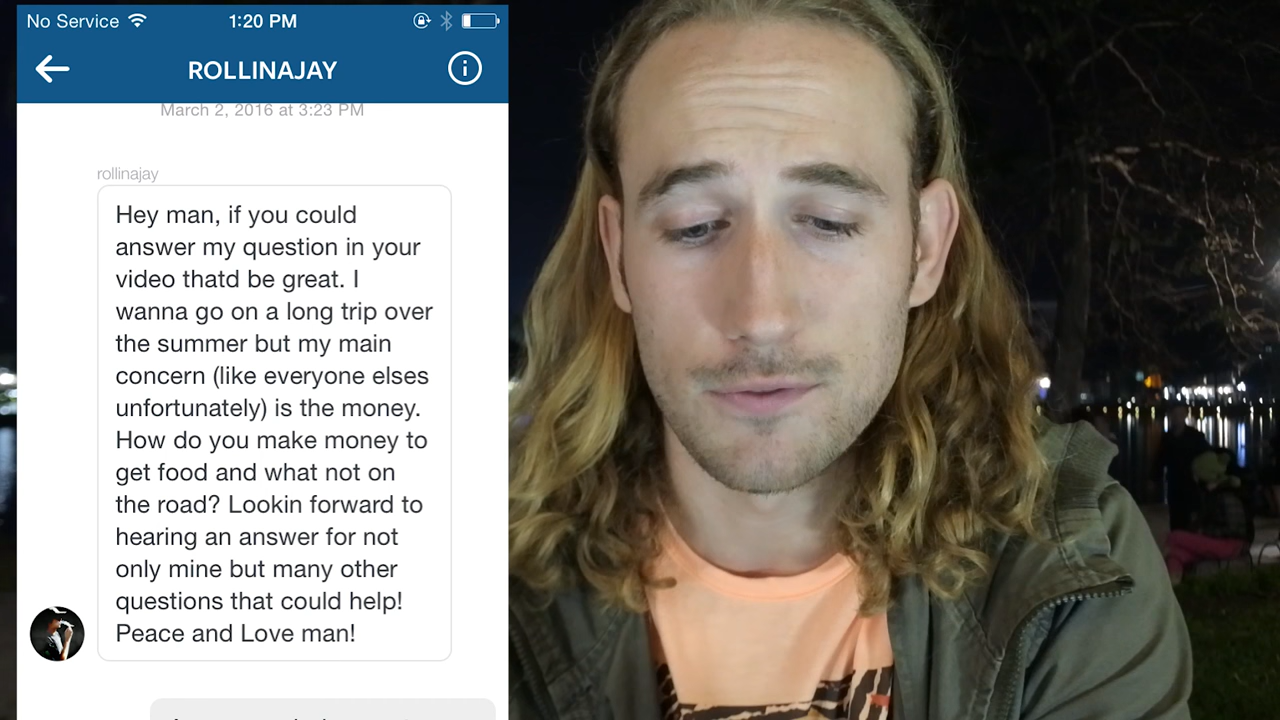 No Service
1:20 PM
ROLLINAJAY
March 2, 2016 at 3:23 PM
rollinajay
Hey man, if you could
answer my question in your
video thatd be great. I
wanna go on a long trip over
the summer but my main
concern (like everyone elses
unfortunately) is the money.
How do you make money to
get food and what not on
the road? Lookin forward to
hearing an answer for not
only mine but many other
questions that could help!
Peace and Love man!